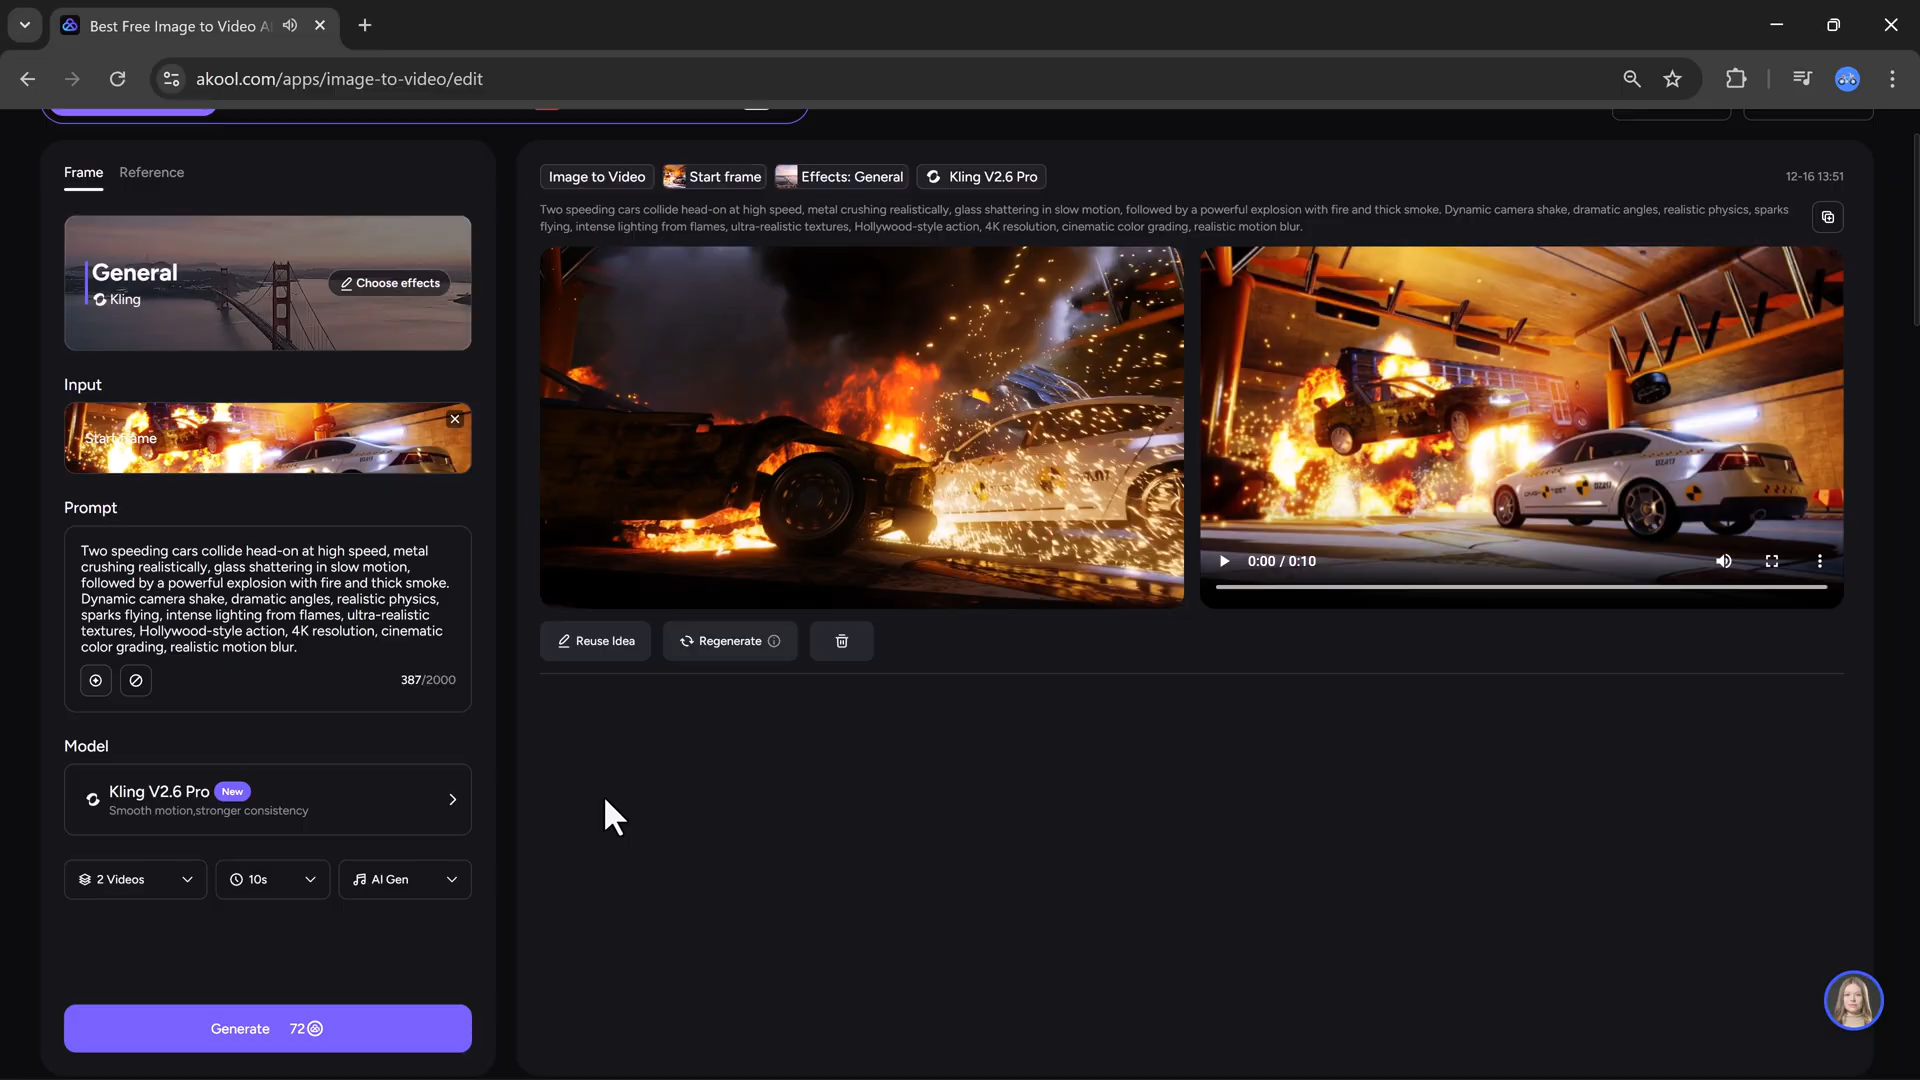 Best Free Image to Video A
akool.com/apps/image-to-video/edit
Frame
Reference
General
Kling
Choose effects
Input
Start frame
Prompt
Two speeding cars collide head-on at high speed, metal
crushing realistically, glass shattering in slow motion,
followed by a powerful explosion with fire and thick smoke.
Dynamic camera shake, dramatic angles, realistic physics,
sparks flying, intense lighting from flames, ultra-realistic
textures, Hollywood-style action, 4K resolution, cinematic
color grading, realistic motion blur.
387/2000
Model
Kling V2.6 Pro New
Smooth motion,stronger consistency
2 Videos
10s
AI Gen
Generate 72
Image to Video
Start frame
Effects: General
Kling V2.6 Pro
12-16 13:51
Two speeding cars collide head-on at high speed, metal crushing realistically, glass shattering in slow motion, followed by a powerful explosion with fire and thick smoke. Dynamic camera shake, dramatic angles, realistic physics, sparks
flying, intense lighting from flames, ultra-realistic textures, Hollywood-style action, 4K resolution, cinematic color grading, realistic motion blur.
0:00 / 0:10
Reuse Idea
Regenerate